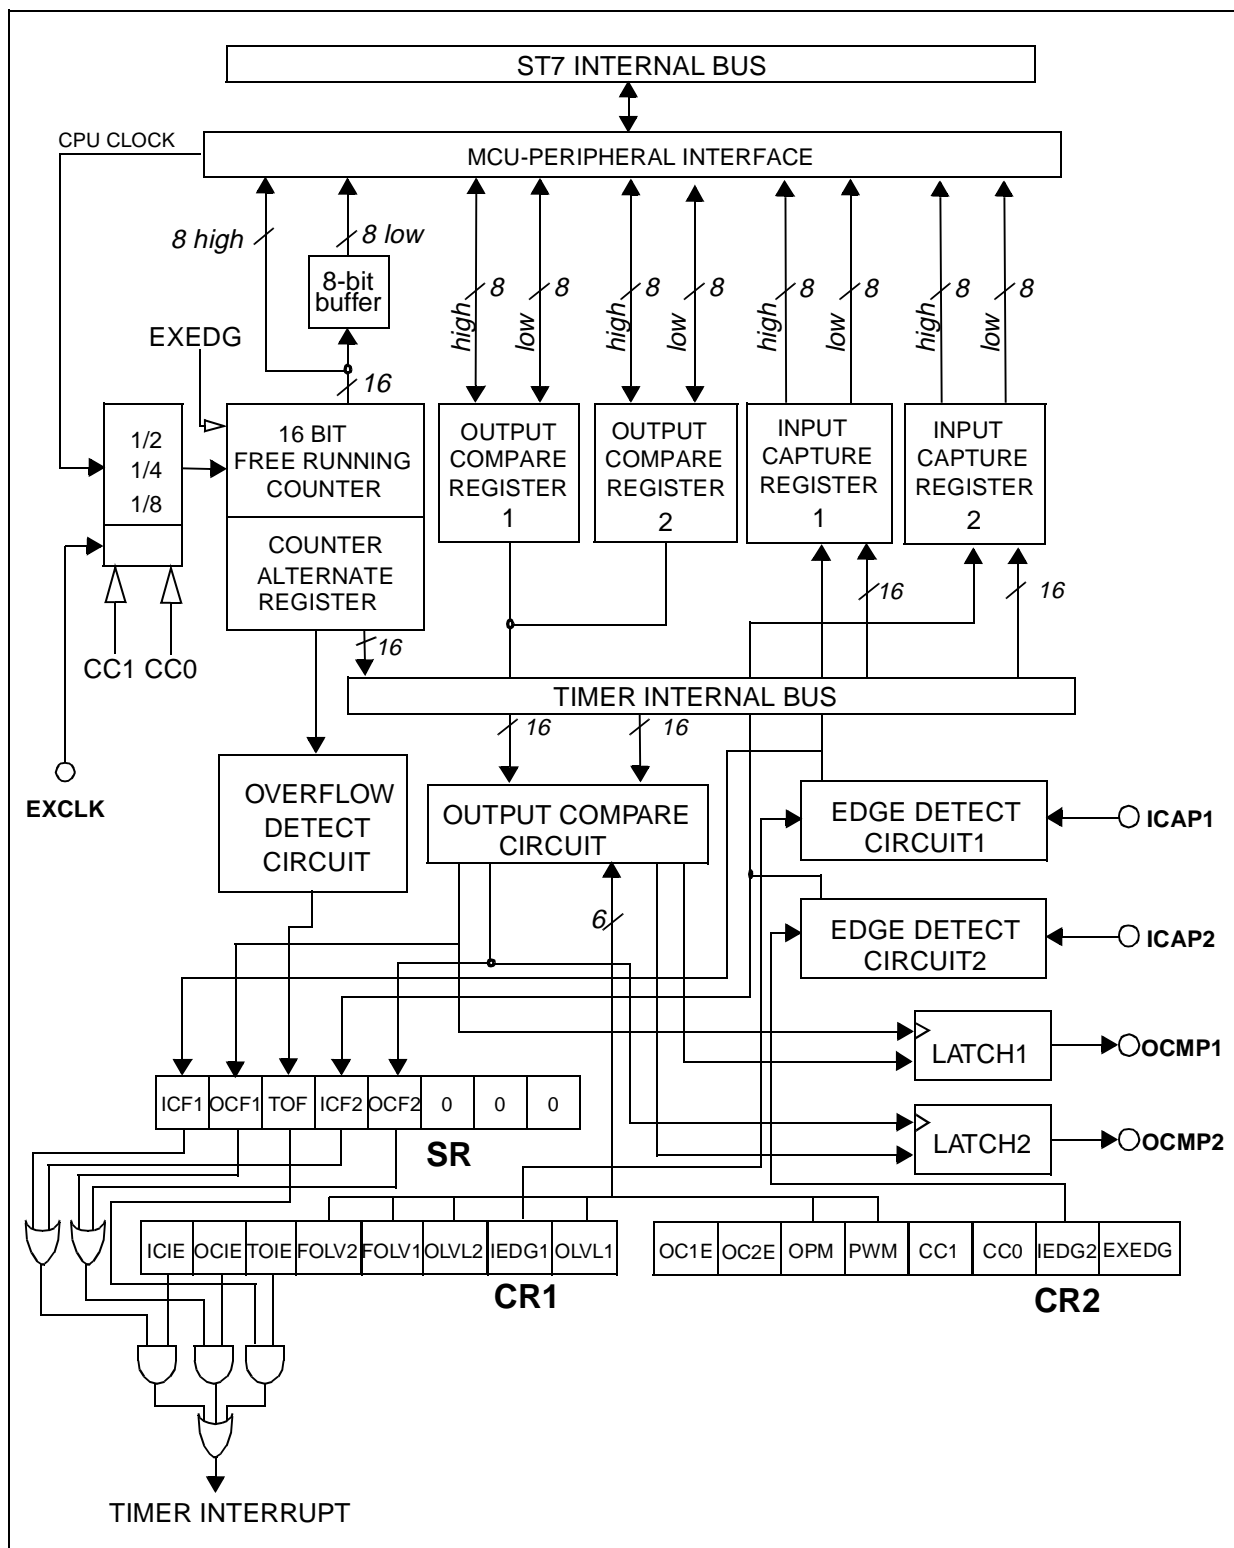 ST7 INTERNAL BUS
CPU CLOCK
MCU-PERIPHERAL INTERFACE
8 high
8 low
8-bit
buffer
high
8
low
8
high
8
low
8
high
8
low
8
high
8
low
8
EXEDG
16
1/2
1/4
1/8
16 BIT
FREE RUNNING
COUNTER
COUNTER
ALTERNATE
REGISTER
OUTPUT
COMPARE
REGISTER
1
OUTPUT
COMPARE
REGISTER
2
INPUT
CAPTURE
REGISTER
1
INPUT
CAPTURE
REGISTER
2
16
16
16
CC1 CC0
TIMER INTERNAL BUS
16
16
EXCLK
OVERFLOW
DETECT
CIRCUIT
OUTPUT COMPARE
CIRCUIT
EDGE DETECT
CIRCUIT1
ICAP1
6
EDGE DETECT
CIRCUIT2
ICAP2
LATCH1
OCMP1
ICF1 OCF1 TOF ICF2 OCF2 0 0 0
SR
LATCH2
OCMP2
ICIE OCIE TOIE FOLV2 FOLV1 OLVL2 IEDG1 OLVL1
CR1
OC1E OC2E OPM PWM CC1 CC0 IEDG2 EXEDG
CR2
TIMER INTERRUPT